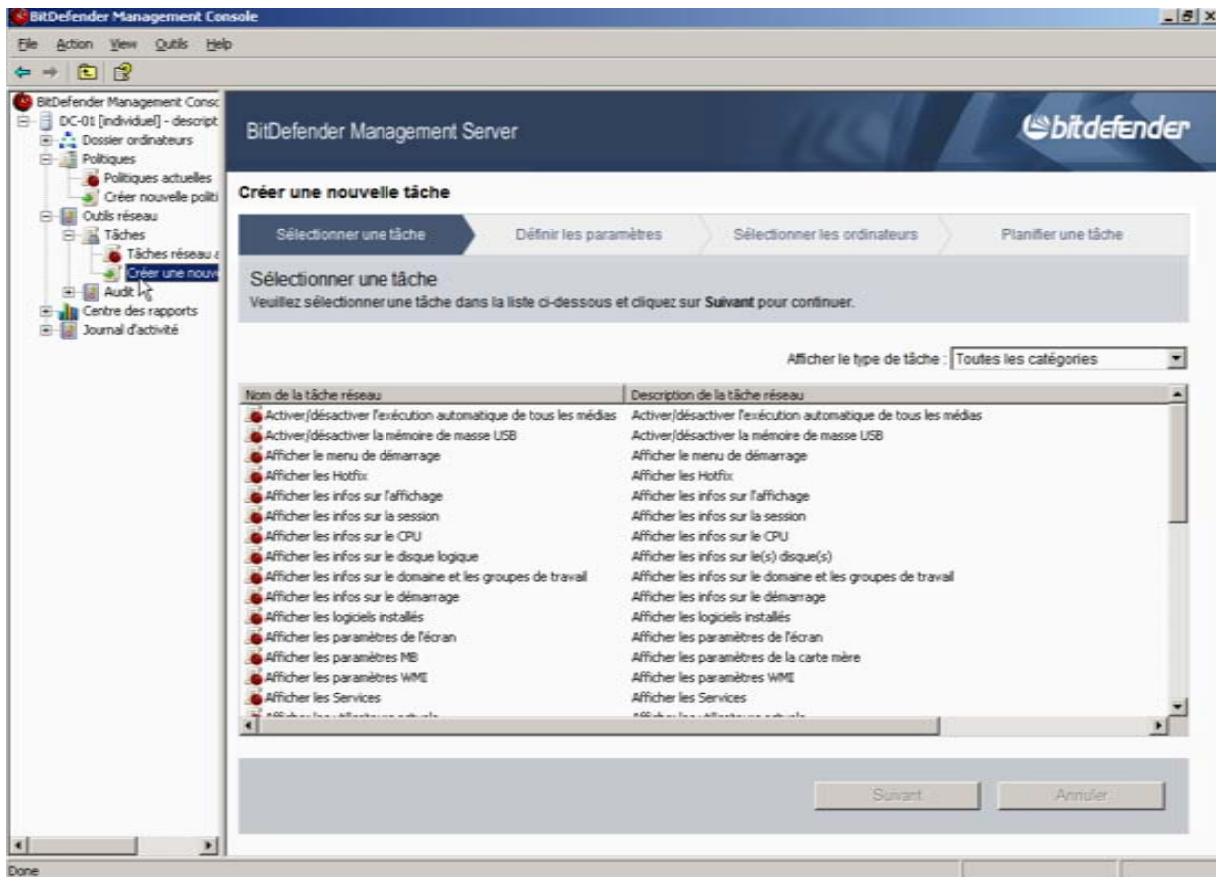 BitDefender Management Console
File Action View Outils Help
BitDefender Management Consc
DC-01 [individuel] - descript
Dossier ordinateurs
Politiques
Politiques actuelles
Créer nouvelle politi
Outils réseau
Tâches
Tâches réseau a
Créer une nouve
Audit
Centre des rapports
Journal d'activité
BitDefender Management Server
bitdefender
Créer une nouvelle tâche
Sélectionner une tâche Définir les paramètres Sélectionner les ordinateurs Planifier une tâche
Sélectionner une tâche
Veuillez sélectionner une tâche dans la liste ci-dessous et cliquez sur Suivant pour continuer.
Afficher le type de tâche : Toutes les catégories
Nom de la tâche réseau Description de la tâche réseau
Activer/désactiver l'exécution automatique de tous les médias Activer/désactiver l'exécution automatique de tous les médias
Activer/désactiver la mémoire de masse USB Activer/désactiver la mémoire de masse USB
Afficher le menu de démarrage Afficher le menu de démarrage
Afficher les Hotfix Afficher les Hotfix
Afficher les infos sur l'affichage Afficher les infos sur l'affichage
Afficher les infos sur la session Afficher les infos sur la session
Afficher les infos sur le CPU Afficher les infos sur le CPU
Afficher les infos sur le disque logique Afficher les infos sur le(s) disque(s)
Afficher les infos sur le domaine et les groupes de travail Afficher les infos sur le domaine et les groupes de travail
Afficher les infos sur le démarrage Afficher les infos sur le démarrage
Afficher les logiciels installés Afficher les logiciels installés
Afficher les paramètres de l'écran Afficher les paramètres de l'écran
Afficher les paramètres MB Afficher les paramètres de la carte mère
Afficher les paramètres WMI Afficher les paramètres WMI
Afficher les Services Afficher les Services
Suivant Annuler
Done